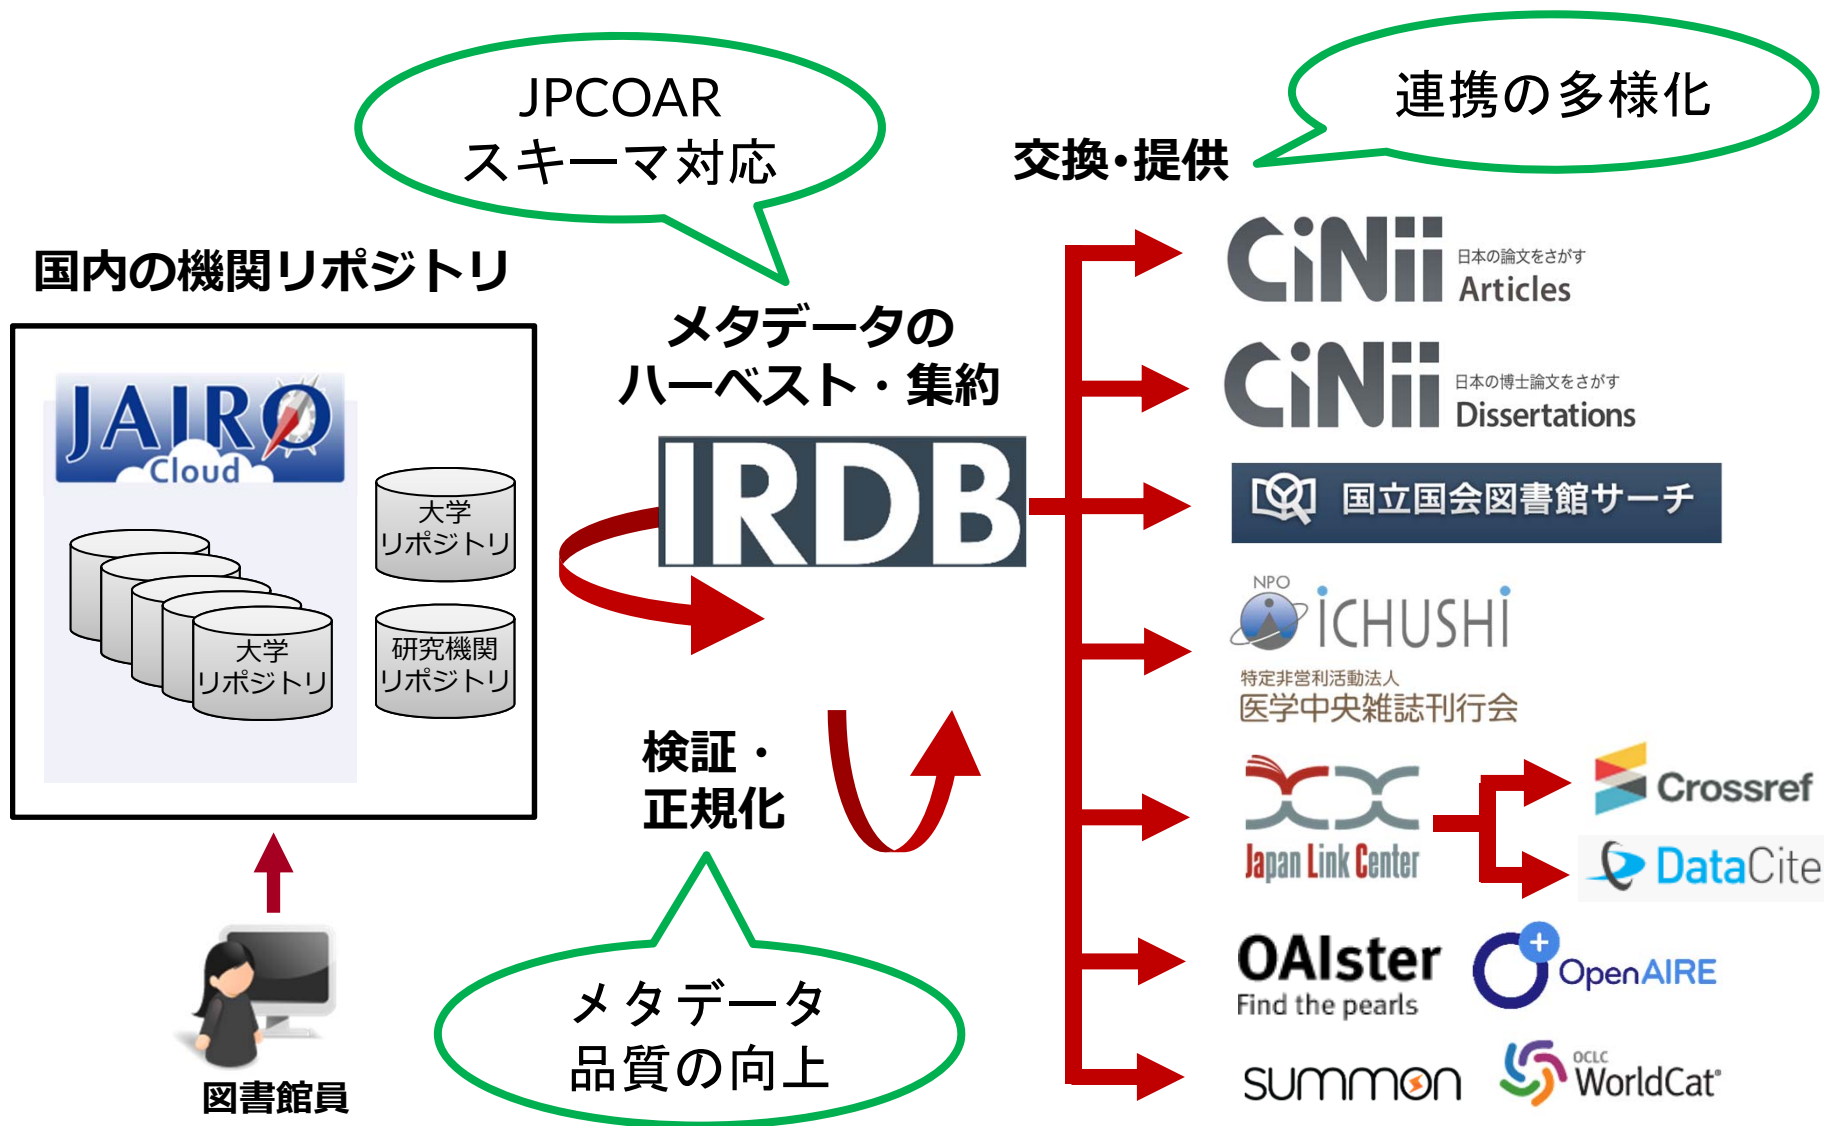 JPCOAR
スキーマ対応
連携の多様化
交換・提供
国内の機関リポジトリ
メタデータの
ハーベスト・集約
JAIRO
Cloud
大学
リポジトリ
大学
リポジトリ
研究機関
リポジトリ
IRDB
検証・
正規化
メタデータ
品質の向上
図書館員
CiNii
日本の論文をさがす
Articles
CiNii
日本の博士論文をさがす
Dissertations
国立国会図書館サーチ
NPO
iCHUSHi
特定非営利活動法人
医学中央雑誌刊行会
Japan Link Center
Crossref
DataCite
OAIster
Find the pearls
OpenAIRE
summon
OCLC
WorldCat®